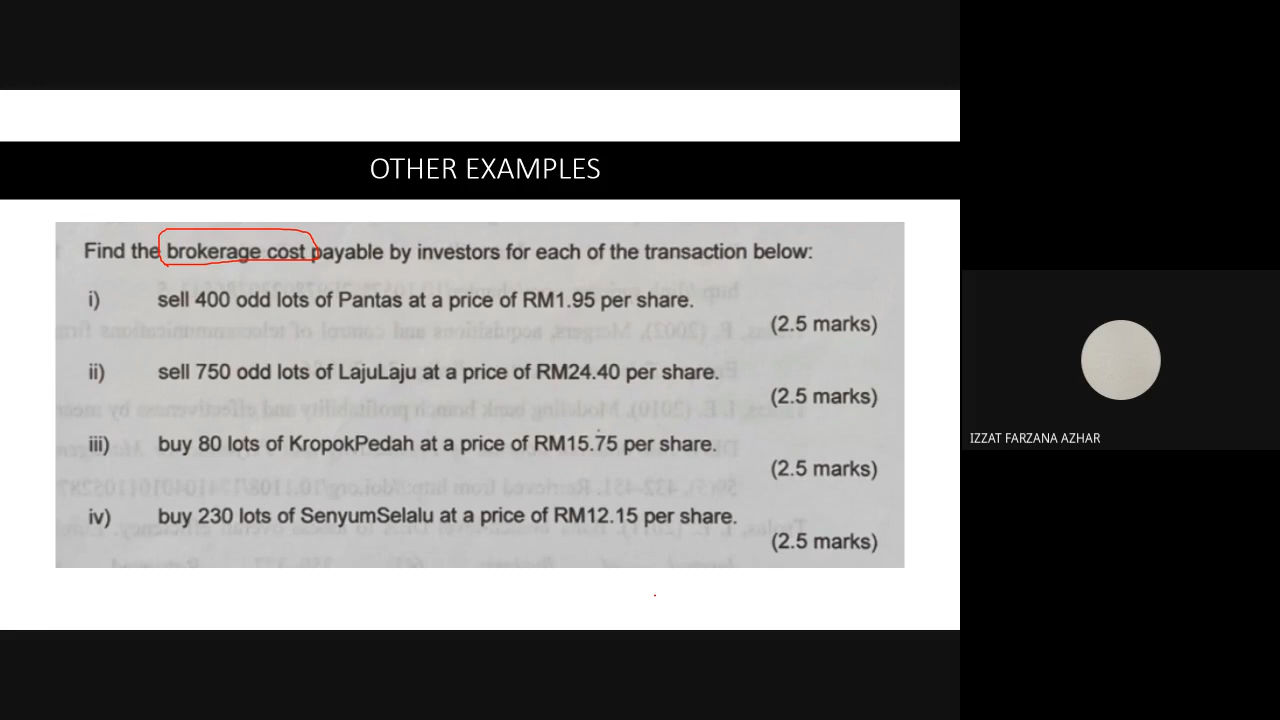 OTHER EXAMPLES
Find the brokerage cost payable by investors for each of the transaction below:
i) sell 400 odd lots of Pantas at a price of RM1.95 per share.
(2.5 marks)
ii) sell 750 odd lots of LajuLaju at a price of RM24.40 per share.
(2.5 marks)
iii) buy 80 lots of KropokPedah at a price of RM15.75 per share.
(2.5 marks)
iv) buy 230 lots of SenyumSelalu at a price of RM12.15 per share.
(2.5 marks)
IZZAT FARZANA AZHAR